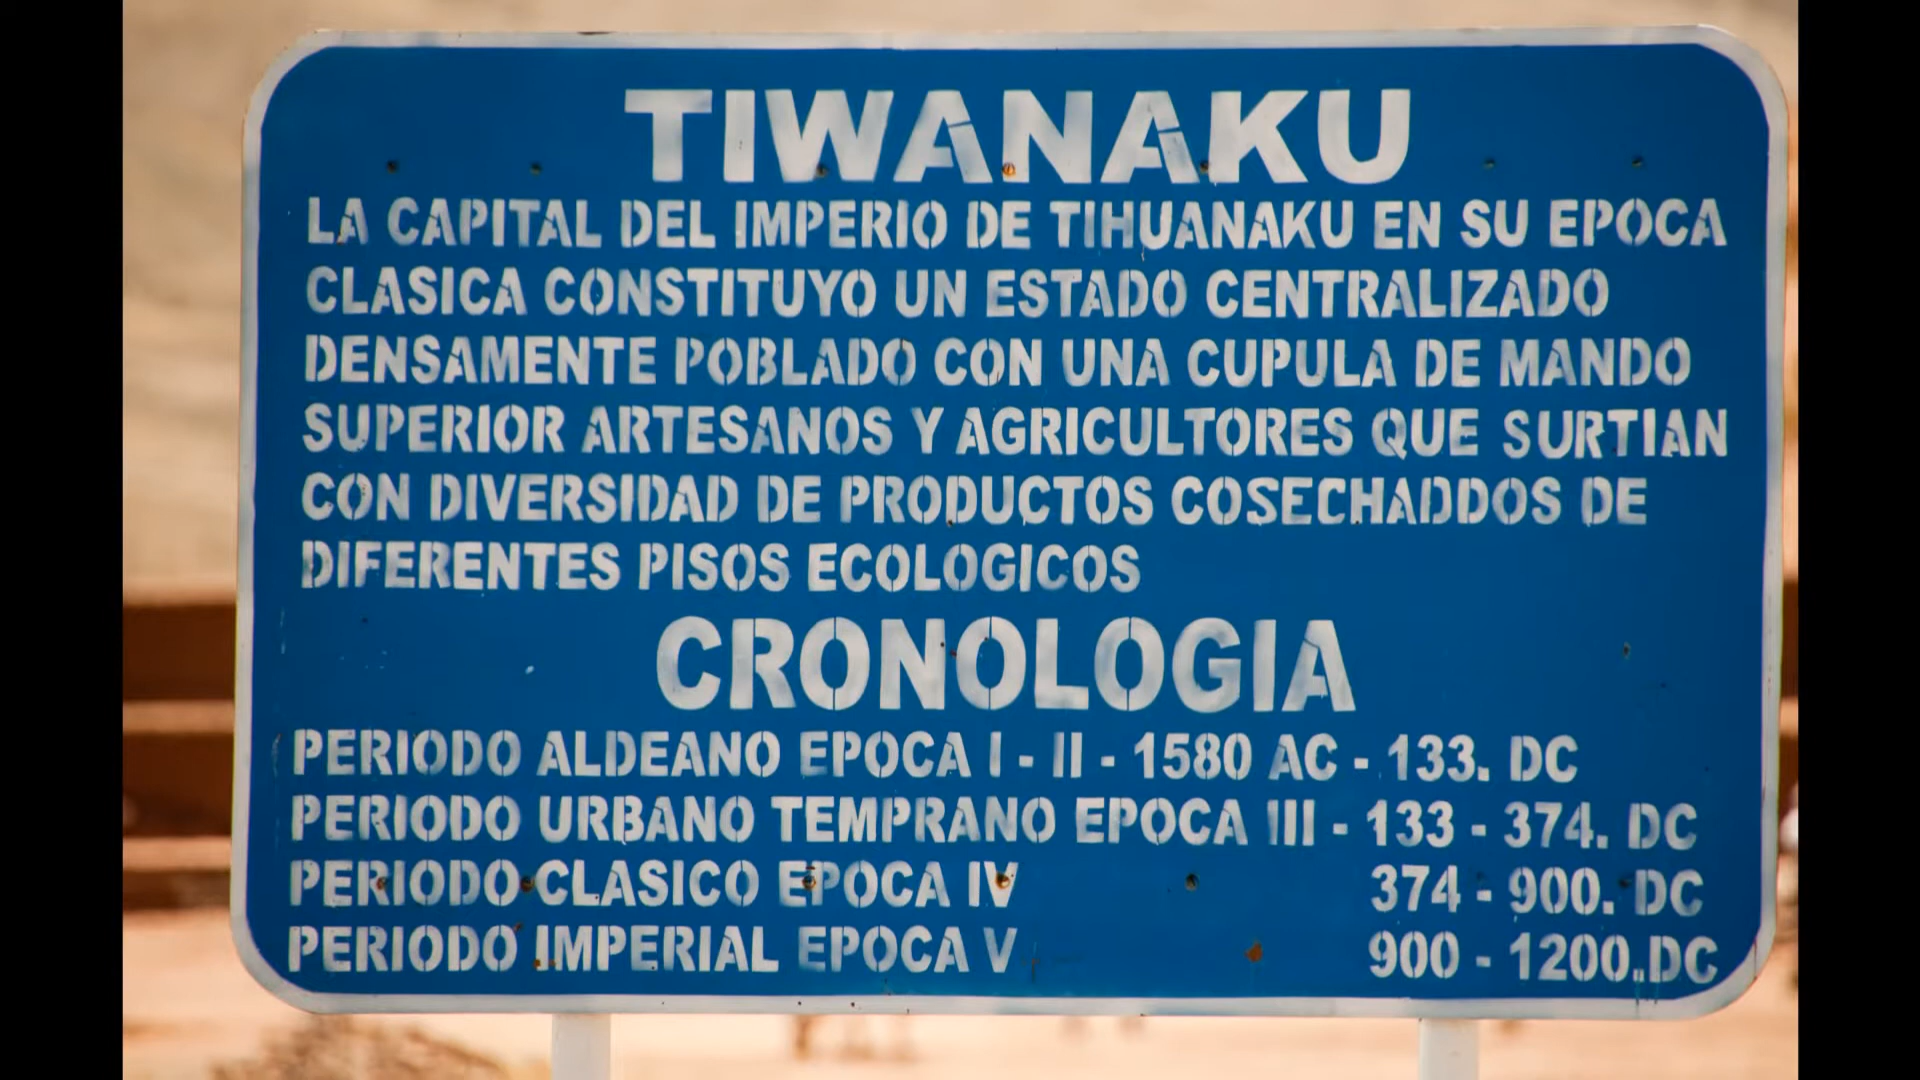 TIWANAKU
LA CAPITAL DEL IMPERIO DE TIHUANAKU EN SU EPOCA
CLASICA CONSTITUYO UN ESTADO CENTRALIZADO
DENSAMENTE POBLADO CON UNA CUPULA DE MANDO
SUPERIOR ARTESANOS Y AGRICULTORES QUE SURTIAN
CON DIVERSIDAD DE PRODUCTOS COSECHADDOS DE
DIFERENTES PISOS ECOLOGICOS
CRONOLOGIA
PERIODO ALDEANO EPOCA I - II - 1580 AC - 133. DC
PERIODO URBANO TEMPRANO EPOCA III - 133 - 374. DC
PERIODO CLASICO EPOCA IV 374 - 900. DC
PERIODO IMPERIAL EPOCA V 900 - 1200.DC